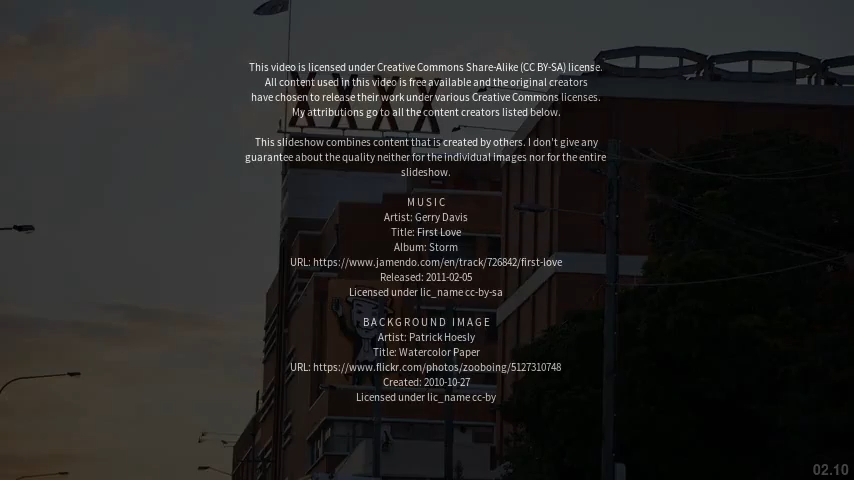 This video is licensed under Creative Commons Share-Alike (CC BY-SA) license.
All content used in this video is free available and the original creators
have chosen to release their work under various Creative Commons licenses.
My attributions go to all the content creators listed below.
This slideshow combines content that is created by others. I don't give any
guarantee about the quality neither for the individual images nor for the entire
slideshow.
MUSIC
Artist: Gerry Davis
Title: First Love
Album: Storm
URL: https://www.jamendo.com/en/track/726842/first-love
Released: 2011-02-05
Licensed under lic_name cc-by-sa
BACKGROUND IMAGE
Artist: Patrick Hoesly
Title: Watercolor Paper
URL: https://www.flickr.com/photos/zooboing/5127310748
Created: 2010-10-27
Licensed under lic_name cc-by
XXXX
02.10